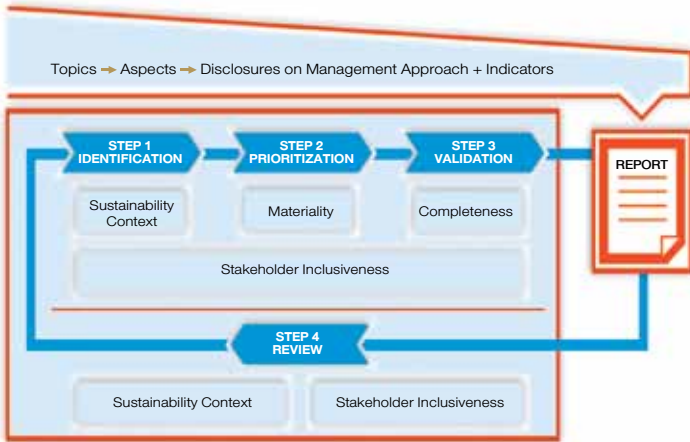 Topics → Aspects → Disclosures on Management Approach + Indicators
STEP 1
IDENTIFICATION
STEP 2
PRIORITIZATION
STEP 3
VALIDATION
REPORT
Sustainability
Context
Materiality
Completeness
Stakeholder Inclusiveness
STEP 4
REVIEW
Sustainability Context
Stakeholder Inclusiveness